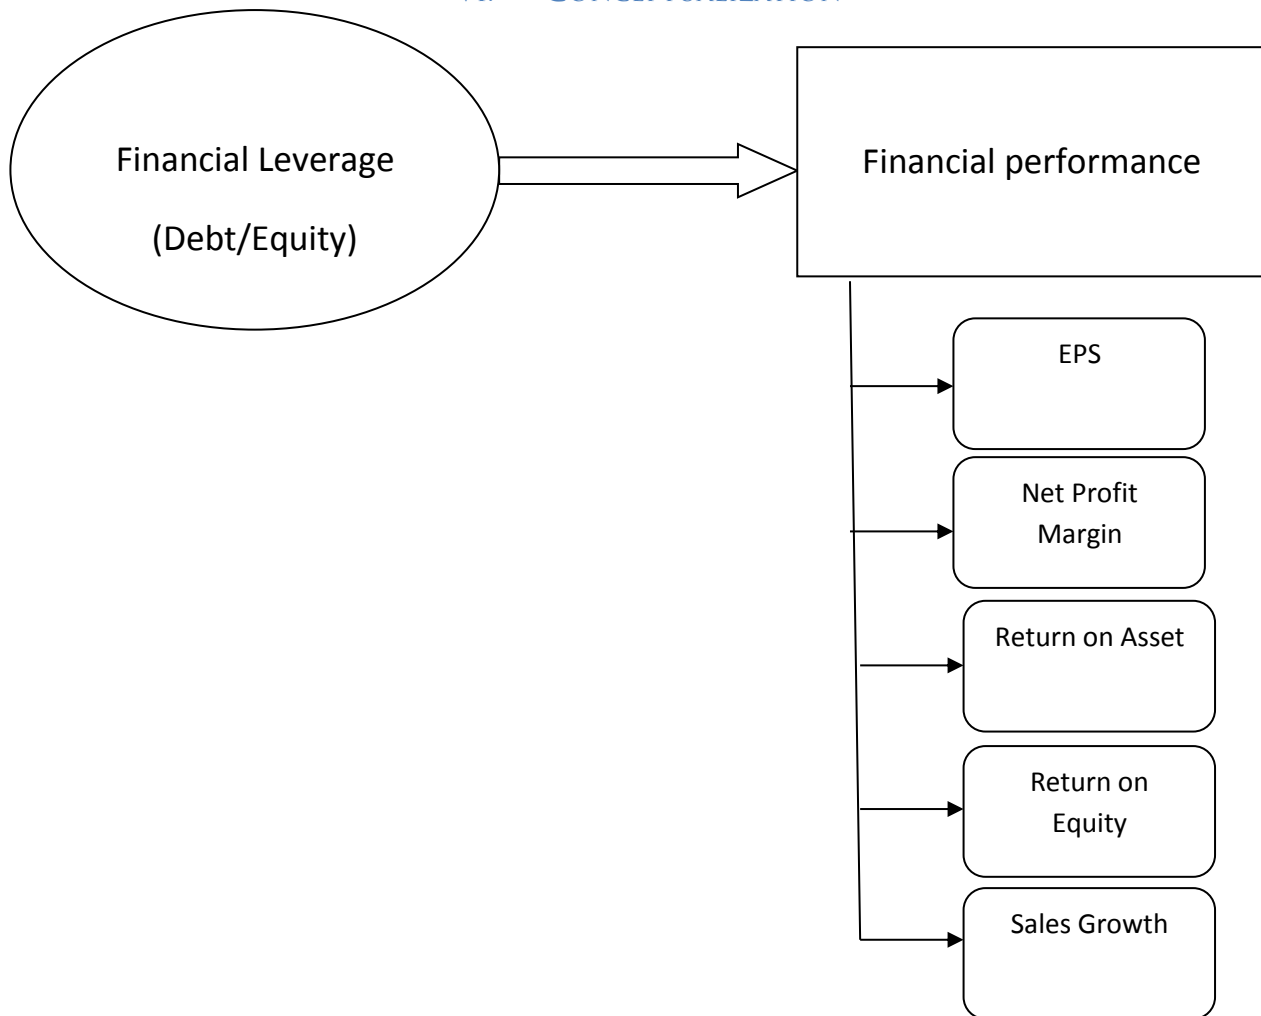 Financial Leverage
(Debt/Equity)
Financial performance
EPS
Net Profit
Margin
Return on Asset
Return on
Equity
Sales Growth